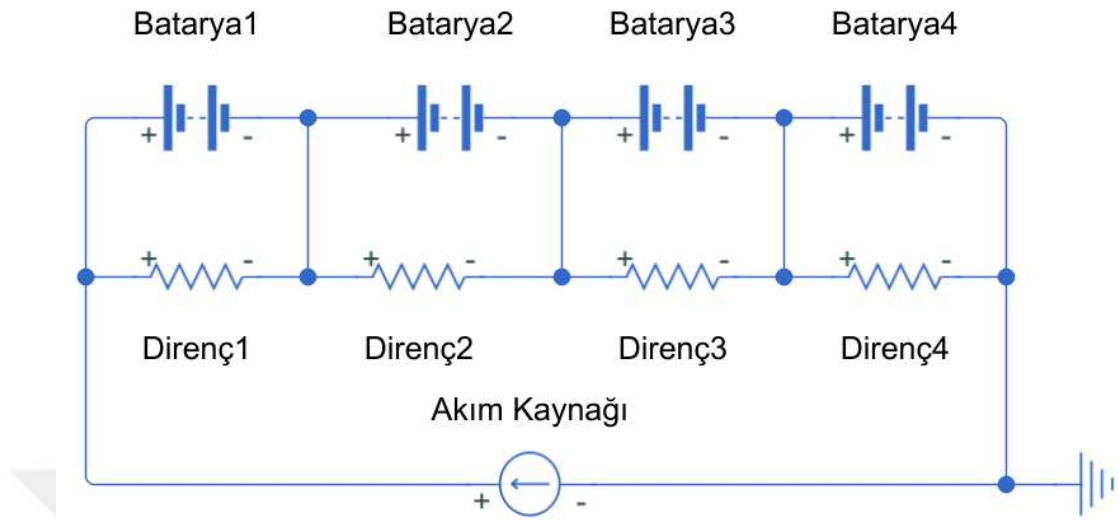 Batarya1 Batarya2 Batarya3 Batarya4
+ - + - + - + -
+ - + - + - + -
Direnç1 Direnç2 Direnç3 Direnç4
Akım Kaynağı
+ -